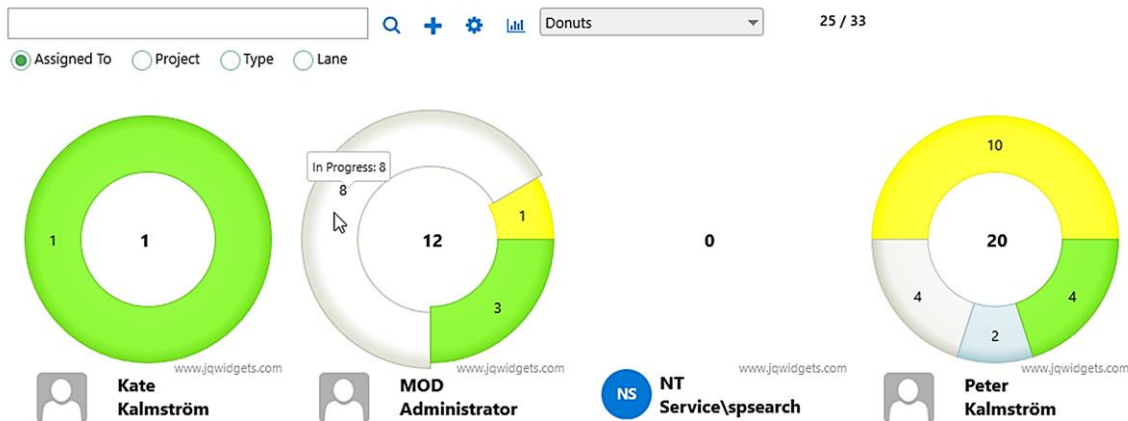 Donuts
25 / 33
Assigned To
Project
Type
Lane
1
1
In Progress: 8
8
1
12
3
0
10
20
4
4
2
www.jqwidgets.com
www.jqwidgets.com
www.jqwidgets.com
www.jqwidgets.com
Kate
Kalmström
MOD
Administrator
NS
NT
Service\spsearch
Peter
Kalmström